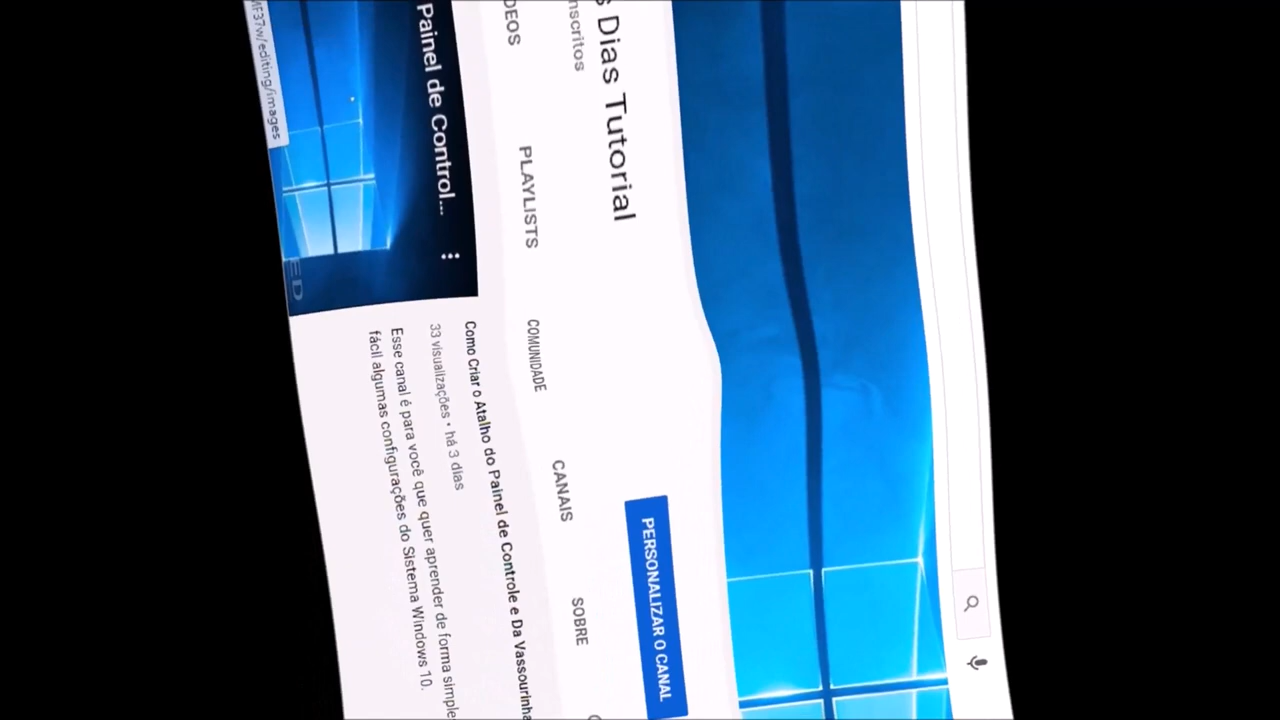 s Dias Tutorial
nscritos
PERSONALIZAR O CANAL
DEOS
PLAYLISTS
COMUNIDADE
CANAIS
SOBRE
Painel de Control...
Como Criar o Atalho do Painel de Controle e Da Vassourinha
33 visualizações • há 3 dias
Esse canal é para você que quer aprender de forma simple
fácil algumas configurações do Sistema Windows 10.
MF37w/editing/images
ED